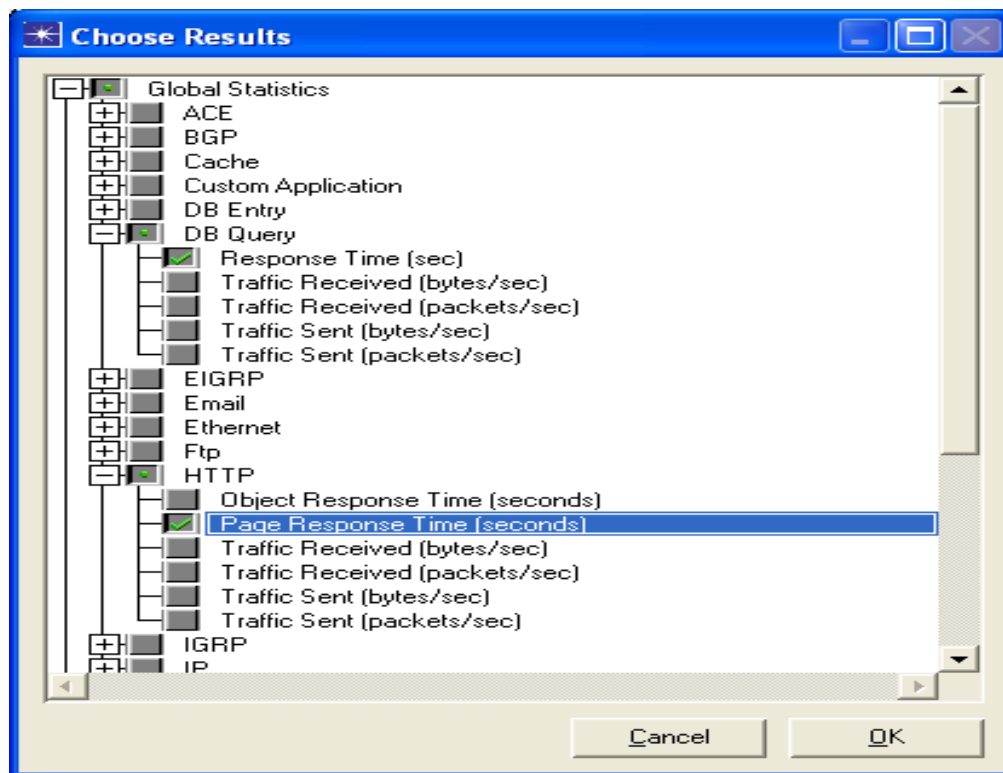 Choose Results
Global Statistics
ACE
BGP
Cache
Custom Application
DB Entry
DB Query
Response Time (sec)
Traffic Received (bytes/sec)
Traffic Received (packets/sec)
Traffic Sent (bytes/sec)
Traffic Sent (packets/sec)
EIGRP
Email
Ethernet
Ftp
HTTP
Object Response Time (seconds)
Page Response Time (seconds)
Traffic Received (bytes/sec)
Traffic Received (packets/sec)
Traffic Sent (bytes/sec)
Traffic Sent (packets/sec)
IGRP
IP
Cancel
OK